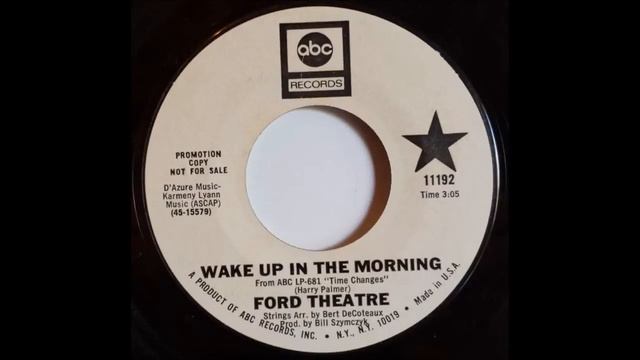 abc
RECORDS
PROMOTION
COPY
NOT FOR SALE
D'Azure Music-
Karmeny Lyann
Music (ASCAP)
(45-15579)
11192
Time 3:05
WAKE UP IN THE MORNING
From ABC LP-681 "Time Changes"
(Harry Palmer)
FORD THEATRE
Strings Arr. by Bert DeCoteaux
Prod. by Bill Szymczyk
A PRODUCT OF ABC RECORDS, INC. • N.Y., N.Y. 10019 • Made in U.S.A.